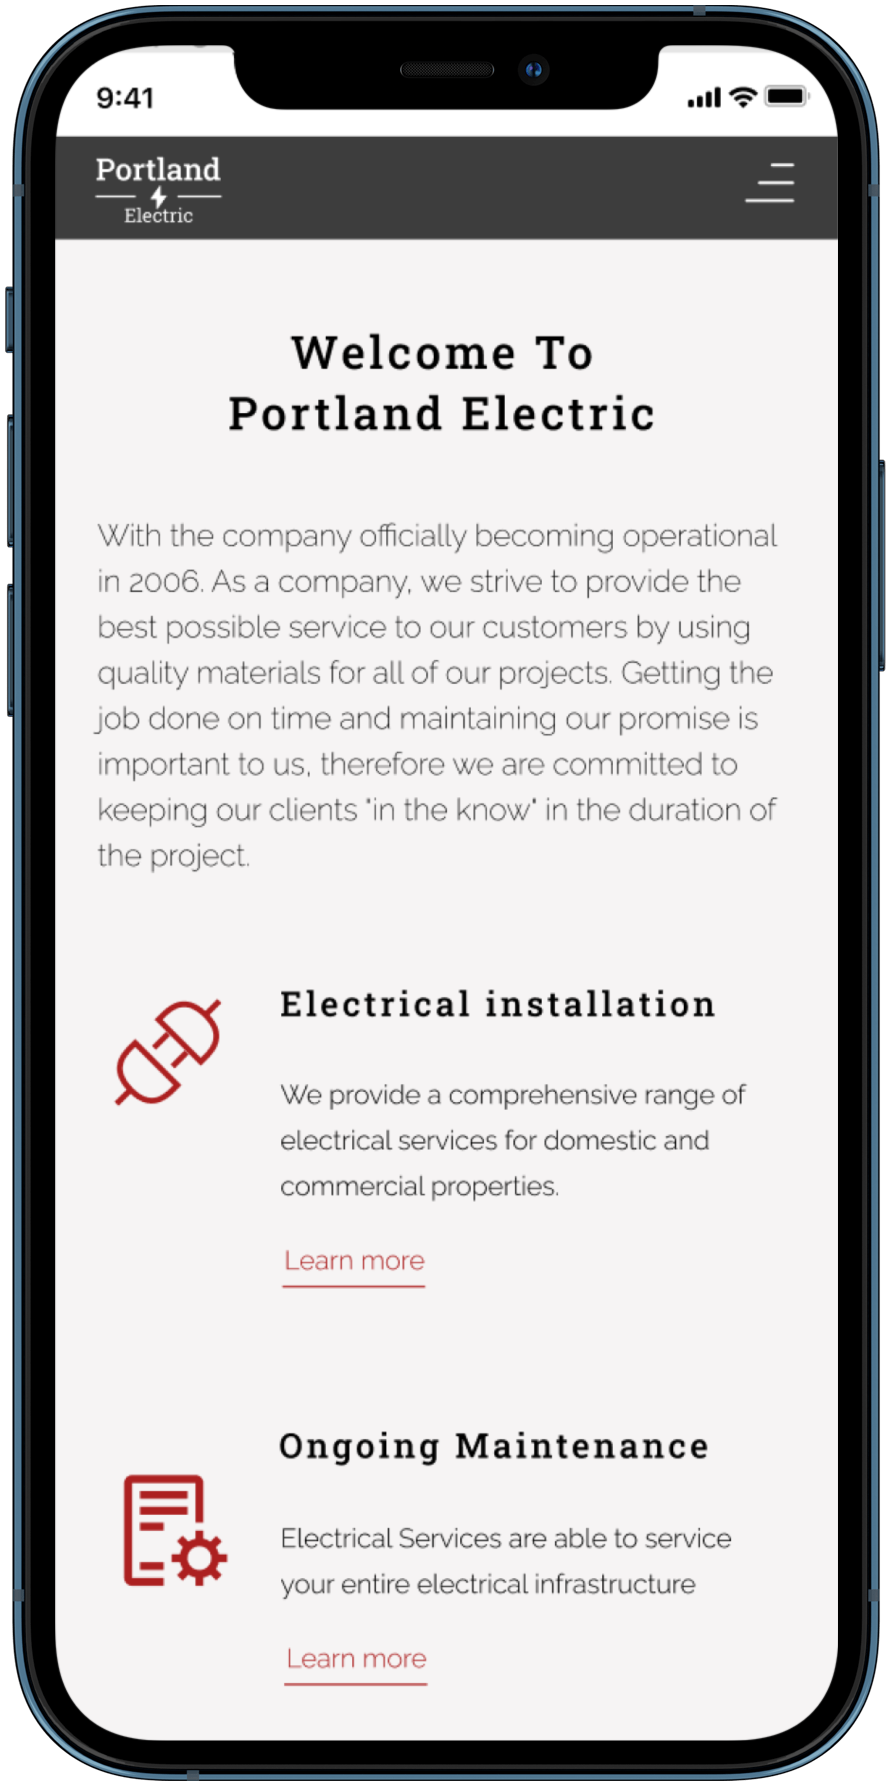 9:41
Portland
Electric
Welcome To
Portland Electric
With the company officially becoming operational
in 2006. As a company, we strive to provide the
best possible service to our customers by using
quality materials for all of our projects. Getting the
job done on time and maintaining our promise is
important to us, therefore we are committed to
keeping our clients "in the know" in the duration of
the project.
Electrical installation
We provide a comprehensive range of
electrical services for domestic and
commercial properties.
Learn more
Ongoing Maintenance
Electrical Services are able to service
your entire electrical infrastructure
Learn more